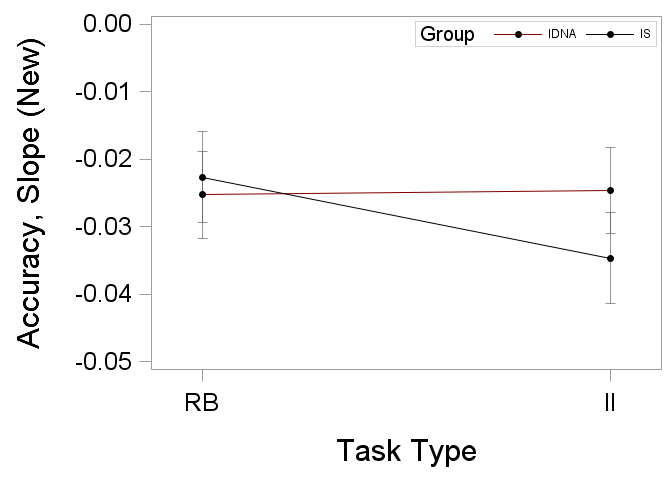 Group IDNA IS
Accuracy, Slope (New)
0.00
-0.01
-0.02
-0.03
-0.04
-0.05
RB II
Task Type